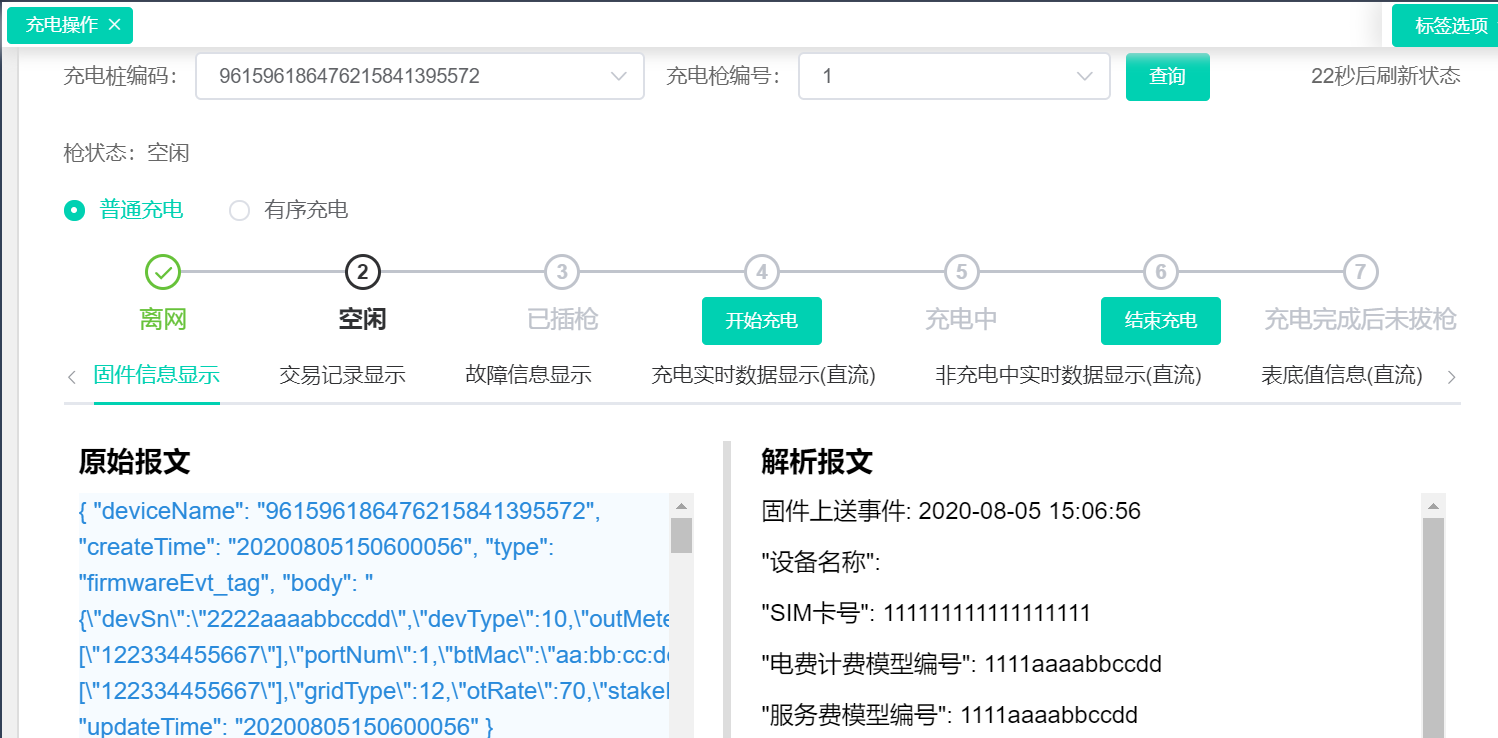 充电操作 ×
标签选项
充电桩编码： 961596186476215841395572 充电枪编号： 1 查询 22秒后刷新状态
枪状态：空闲
普通充电 有序充电
2 3 4 5 6 7
离网 空闲 已插枪 开始充电 充电中 结束充电 充电完成后未拔枪
固件信息显示 交易记录显示 故障信息显示 充电实时数据显示(直流) 非充电中实时数据显示(直流) 表底值信息(直流)
原始报文
{ "deviceName": "961596186476215841395572",
"createTime": "20200805150600056", "type":
"firmwareEvt_tag", "body": "
{\"devSn\":\"2222aaaabbccdd\",\"devType\":10,\"outMete
[\"122334455667\"],\"portNum\":1,\"btMac\":\"aa:bb:cc:d
[\"122334455667\"],\"gridType\":12,\"otRate\":70,\"stake
"updateTime": "20200805150600056" }
解析报文
固件上送事件: 2020-08-05 15:06:56
"设备名称":
"SIM卡号": 111111111111111111
"电费计费模型编号": 1111aaaabbccdd
"服务费模型编号": 1111aaaabbccdd